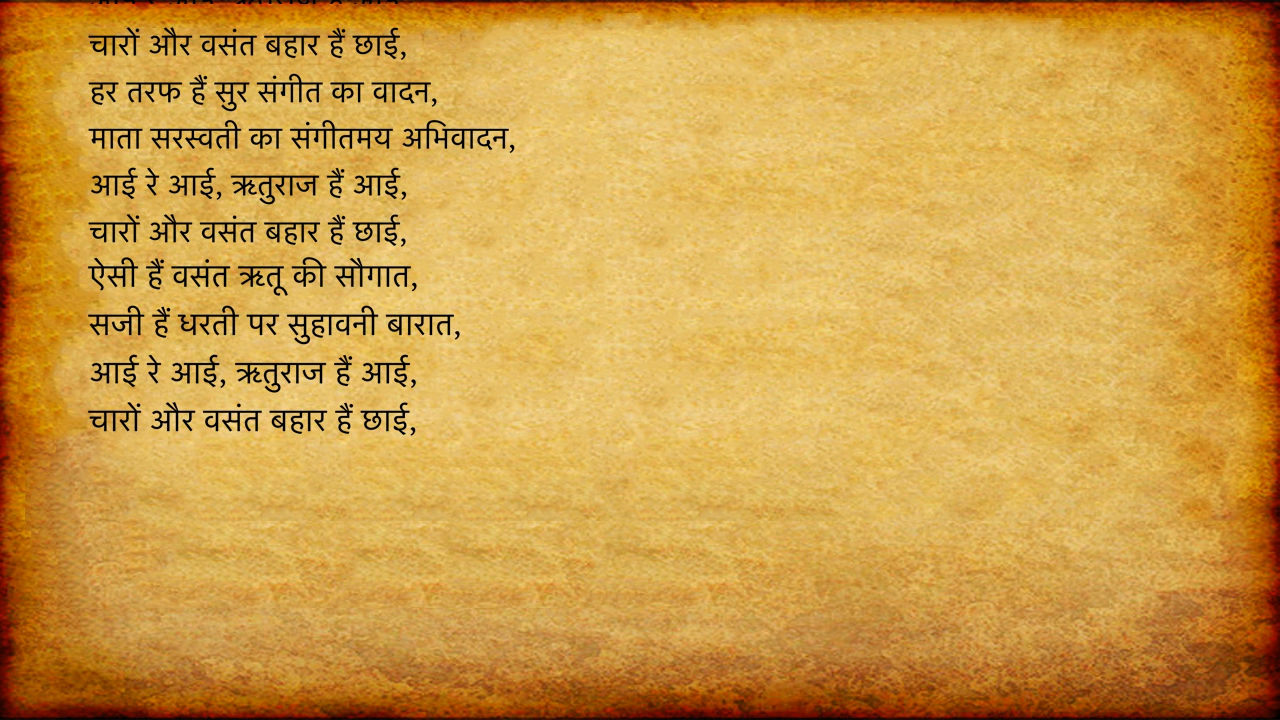 चारों और वसंत बहार हैं छाई,
हर तरफ हैं सुर संगीत का वादन,
माता सरस्वती का संगीतमय अभिवादन,
आई रे आई, ऋतुराज हैं आई,
चारों और वसंत बहार हैं छाई,
ऐसी हैं वसंत ऋतू की सौगात,
सजी हैं धरती पर सुहावनी बारात,
आई रे आई, ऋतुराज हैं आई,
चारों और वसंत बहार हैं छाई,